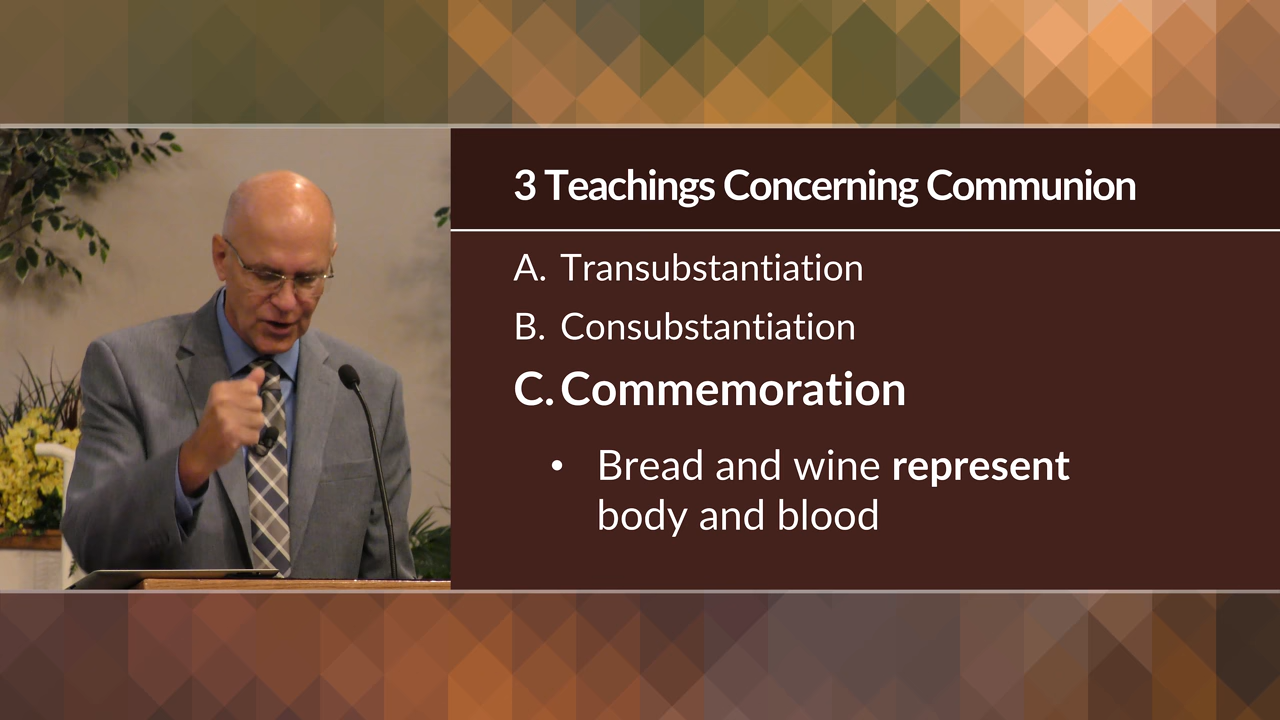 3 Teachings Concerning Communion
A. Transubstantiation
B. Consubstantiation
C. Commemoration
• Bread and wine represent
body and blood